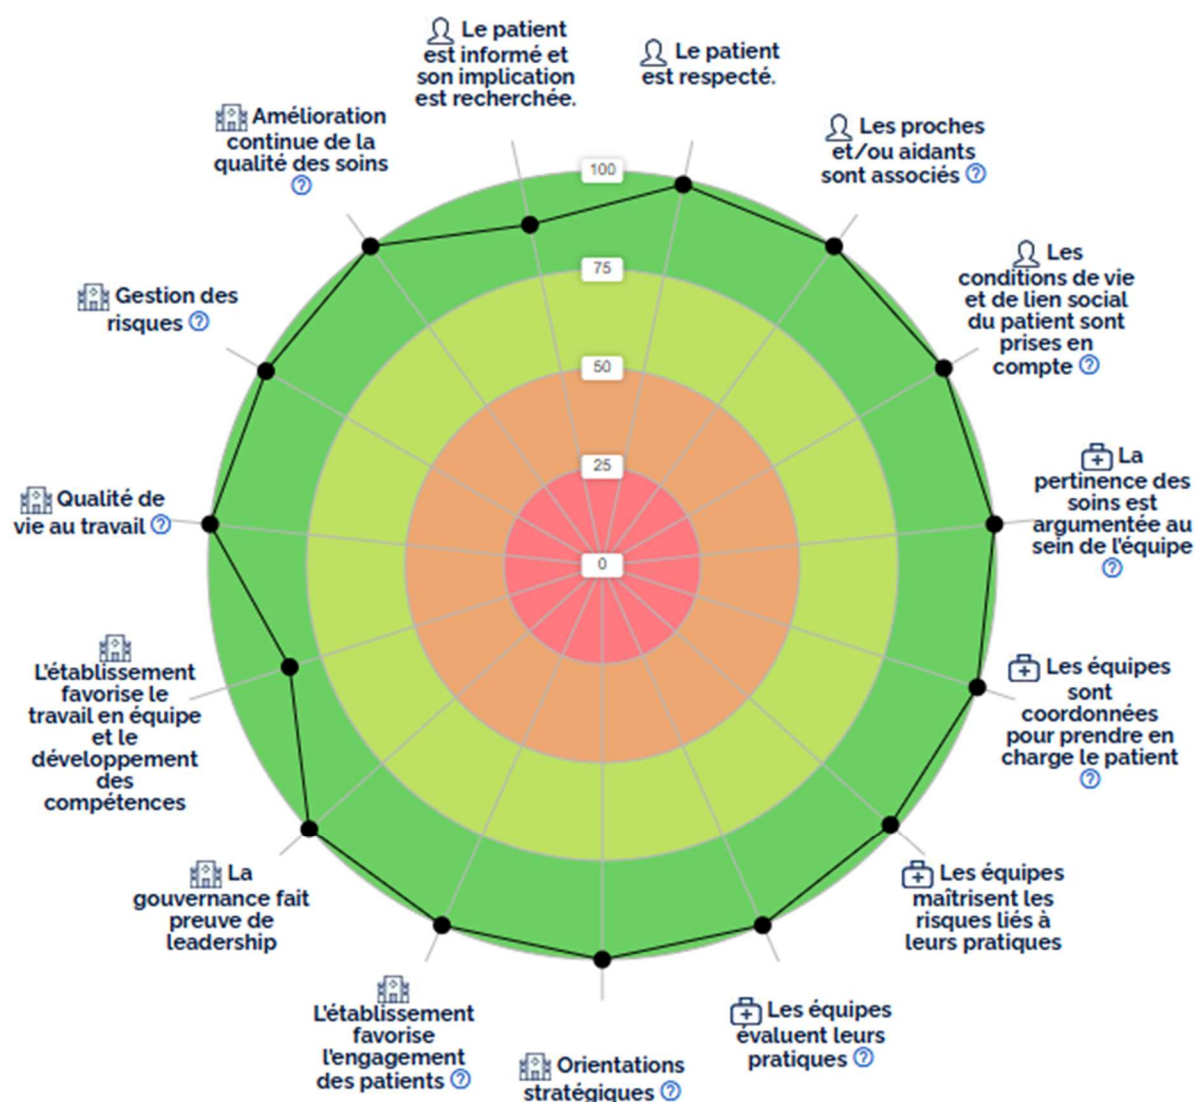 Le patient
est informé et
son implication
est recherchée.
Le patient
est respecté.
Les proches
et/ou aidants
sont associés ?
Les
conditions de vie
et de lien social
du patient sont
prises en
compte ?
La
pertinence des
soins est
argumentée au
sein de l'équipe
?
Les équipes
sont
coordonnées
pour prendre en
charge le patient
?
Les équipes
maîtrisent les
risques liés à
leurs pratiques
Les équipes
évaluent leurs
pratiques ?
Orientations
stratégiques ?
L'établissement
favorise
l'engagement
des patients ?
La
gouvernance fait
preuve de
leadership
L'établissement
favorise le
travail en équipe
et le
développement
des
compétences
Qualité de
vie au travail ?
Gestion des
risques ?
Amélioration
continue de la
qualité des soins
?
100
75
50
25
0